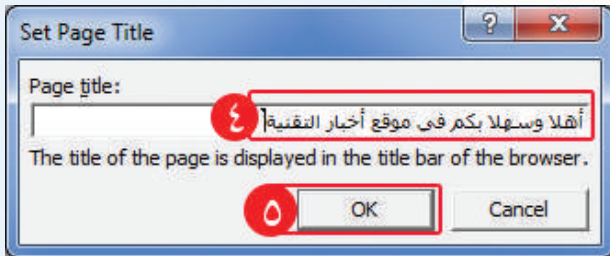 Set Page Title
Page title:
أهلا وسهلا بكم في موقع أخبار التقنية
٤
The title of the page is displayed in the title bar of the browser.
٥
OK
Cancel